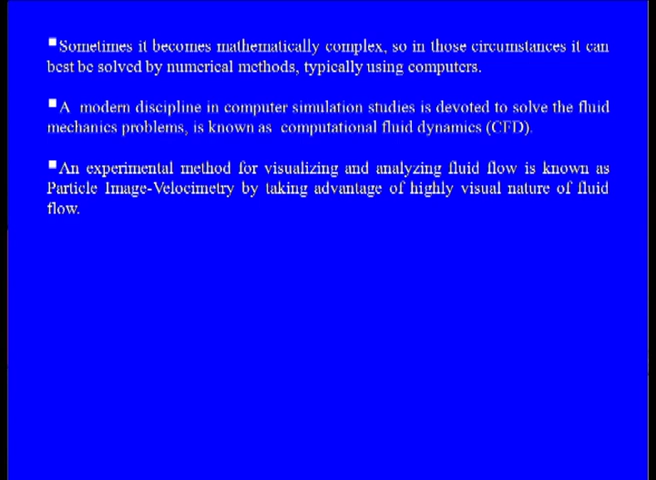 ▪Sometimes it becomes mathematically complex, so in those circumstances it can
best be solved by numerical methods, typically using computers.
▪A modern discipline in computer simulation studies is devoted to solve the fluid
mechanics problems, is known as computational fluid dynamics (CFD).
▪An experimental method for visualizing and analyzing fluid flow is known as
Particle Image-Velocimetry by taking advantage of highly visual nature of fluid
flow.